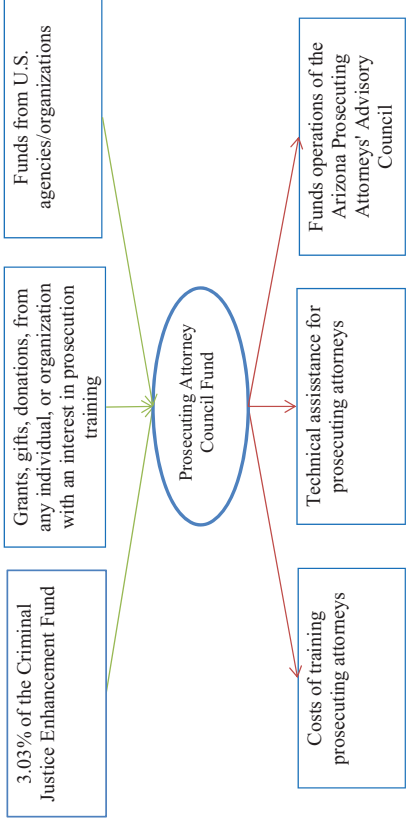 3.03% of the Criminal
Justice Enhancement Fund
Grants, gifts, donations, from
any individual, or organization
with an interest in prosecution
training
Funds from U.S.
agencies/organizations
Prosecuting Attorney
Council Fund
Costs of training
prosecuting attorneys
Technical assisstance for
prosecuting attorneys
Funds operations of the
Arizona Prosecuting
Attorneys' Advisory
Council